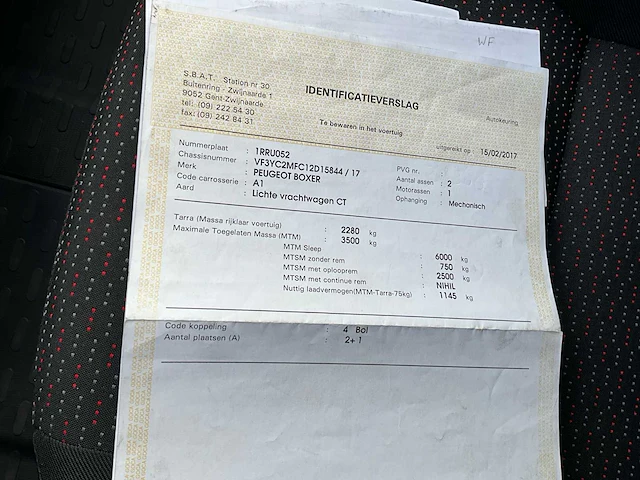 WF
S.B.A.T. Station nr 30
Buitenring - Zwijnaarde 1
9052 Gent-Zwijnaarde
tel: (09) 222.54 30
fax: (09) 242 84 31
IDENTIFICATIEVERSLAG
Te bewaren in het voertuig
Autokeuring
uitgereikt op : 15/02/2017
Nummerplaat : 1RRU052
Chassisnummer : VF3YC2MFC12D15844 / 17
Merk : PEUGEOT BOXER
Code carrosserie : A1
Aard : Lichte vrachtwagen CT
PVG nr.
Aantal assen : 2
Motorassen : 1
Ophanging : Mechanisch
Tarra (Massa rijklaar voertuig) : 2280 kg
Maximale Toegelaten Massa (MTM) : 3500 kg
MTM Sleep : 6000 kg
MTSM zonder rem : 750 kg
MTSM met oplooprem : 2500 kg
MTSM met continue rem : NIHIL
Nuttig laadvermogen(MTM-Tarra-75kg) : 1145 kg
Code koppeling : 4 Bol
Aantal plaatsen (A) : 2+1